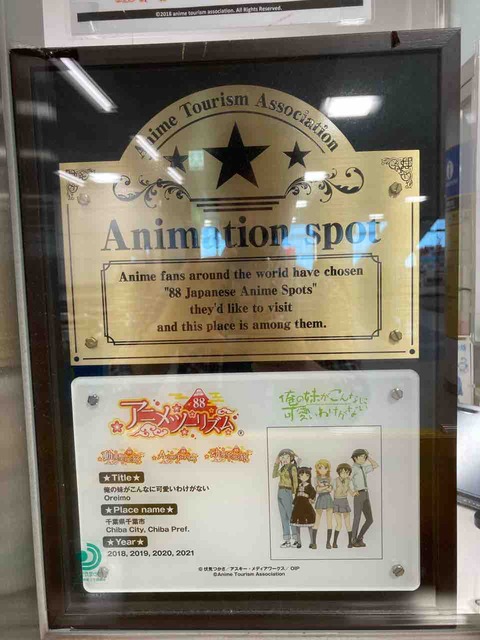 ©2018 anime tourism association. All Rights Reserved.
Anime Tourism Association
Animation spot
Anime fans around the world have chosen
"88 Japanese Anime Spots"
they'd like to visit
and this place is among them.
88
アニメツーリズム®
俺の妹がこんなに
可愛いわけがない
★Title★
俺の妹がこんなに可愛いわけがない
Oreimo
★Place name★
千葉県千葉市
Chiba City, Chiba Pref.
★Year★
2018, 2019, 2020, 2021
© 伏見つかさ／アスキー・メディアワークス／OIP
©Anime Tourism Association